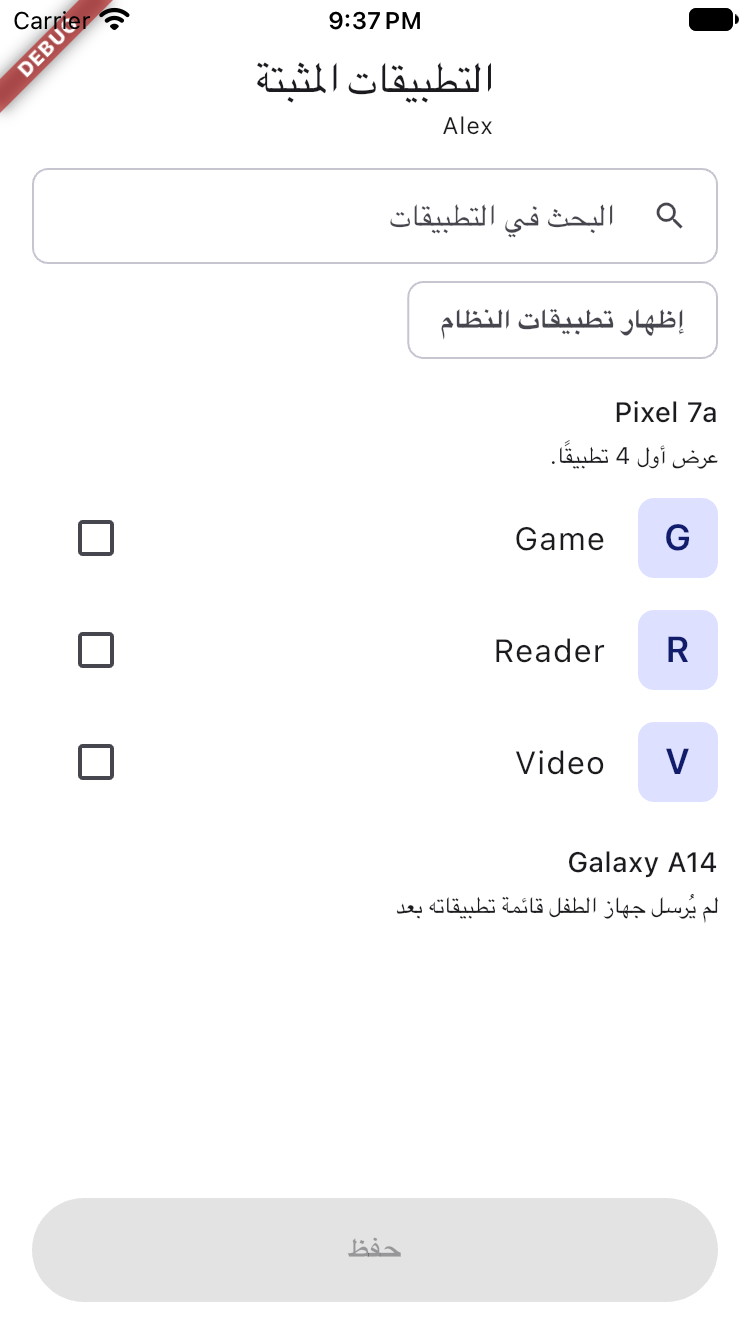 Carrier
9:37 PM
DEBUG
التطبيقات المثبتة
Alex
البحث في التطبيقات
إظهار تطبيقات النظام
Pixel 7a
عرض أول 4 تطبيقًا.
G
Game
R
Reader
V
Video
Galaxy A14
لم يُرسل جهاز الطفل قائمة تطبيقاته بعد
حفظ